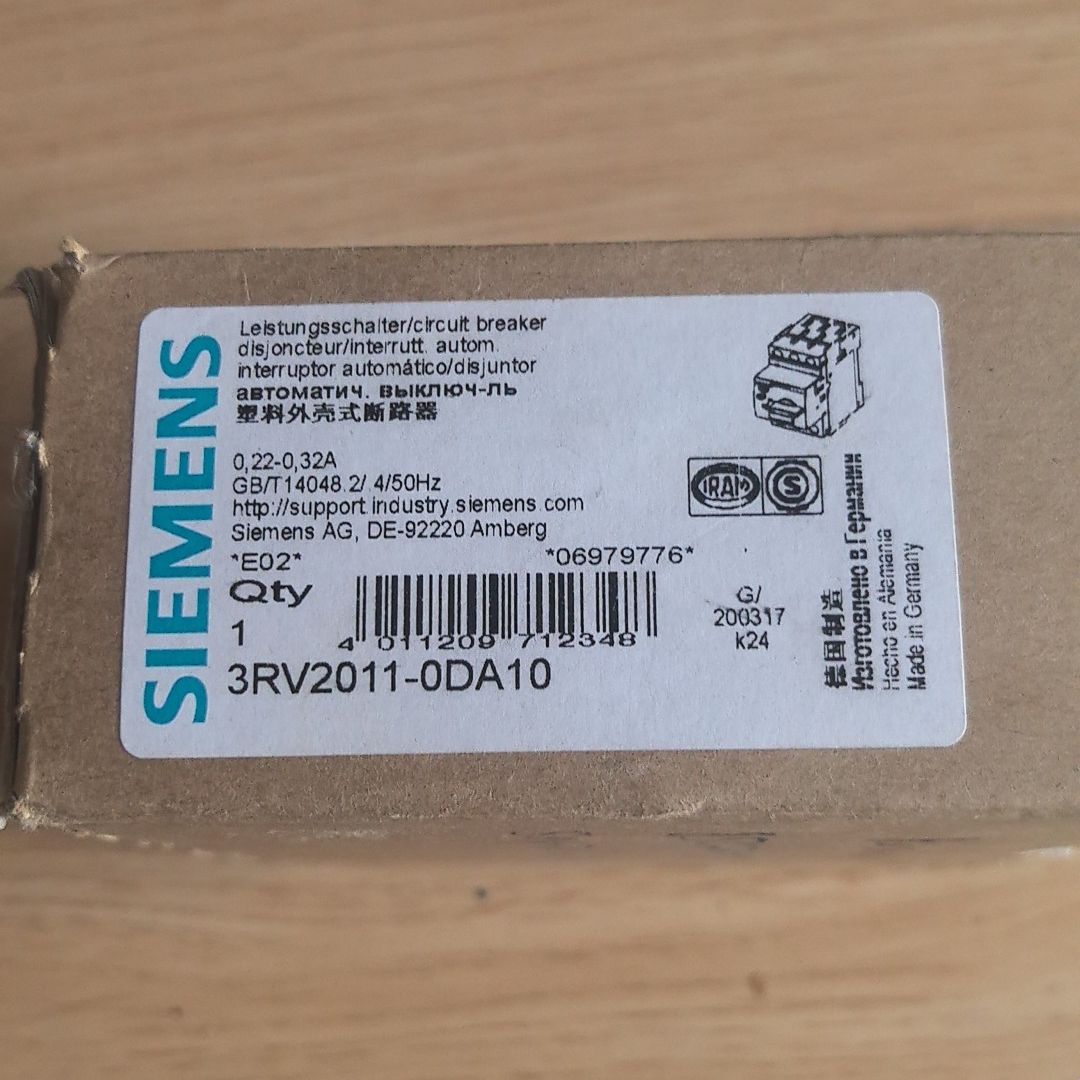 SIEMENS
Leistungsschalter/circuit breaker
disjoncteur/interrutt. autom.
interruptor automático/disjuntor
автоматич. выключ-ль
塑料外壳式断路器
0,22-0,32A
GB/T14048.2/.4/50Hz
http://support.industry.siemens.com
Siemens AG, DE-92220 Amberg
*E02* *06979776*
Qty
1
4 011209 712348
3RV2011-0DA10
IRAM S
G/
200317
k24
德国制造
Изготовлено в Германии
Hecho en Alemania
Made in Germany